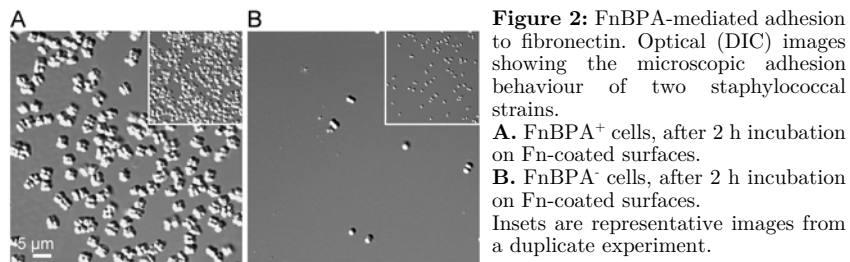 A
B
5 μm
Figure 2: FnBPA-mediated adhesion
to fibronectin. Optical (DIC) images
showing the microscopic adhesion
behaviour of two staphylococcal
strains.
A. FnBPA⁺ cells, after 2 h incubation
on Fn-coated surfaces.
B. FnBPA⁻ cells, after 2 h incubation
on Fn-coated surfaces.
Insets are representative images from
a duplicate experiment.